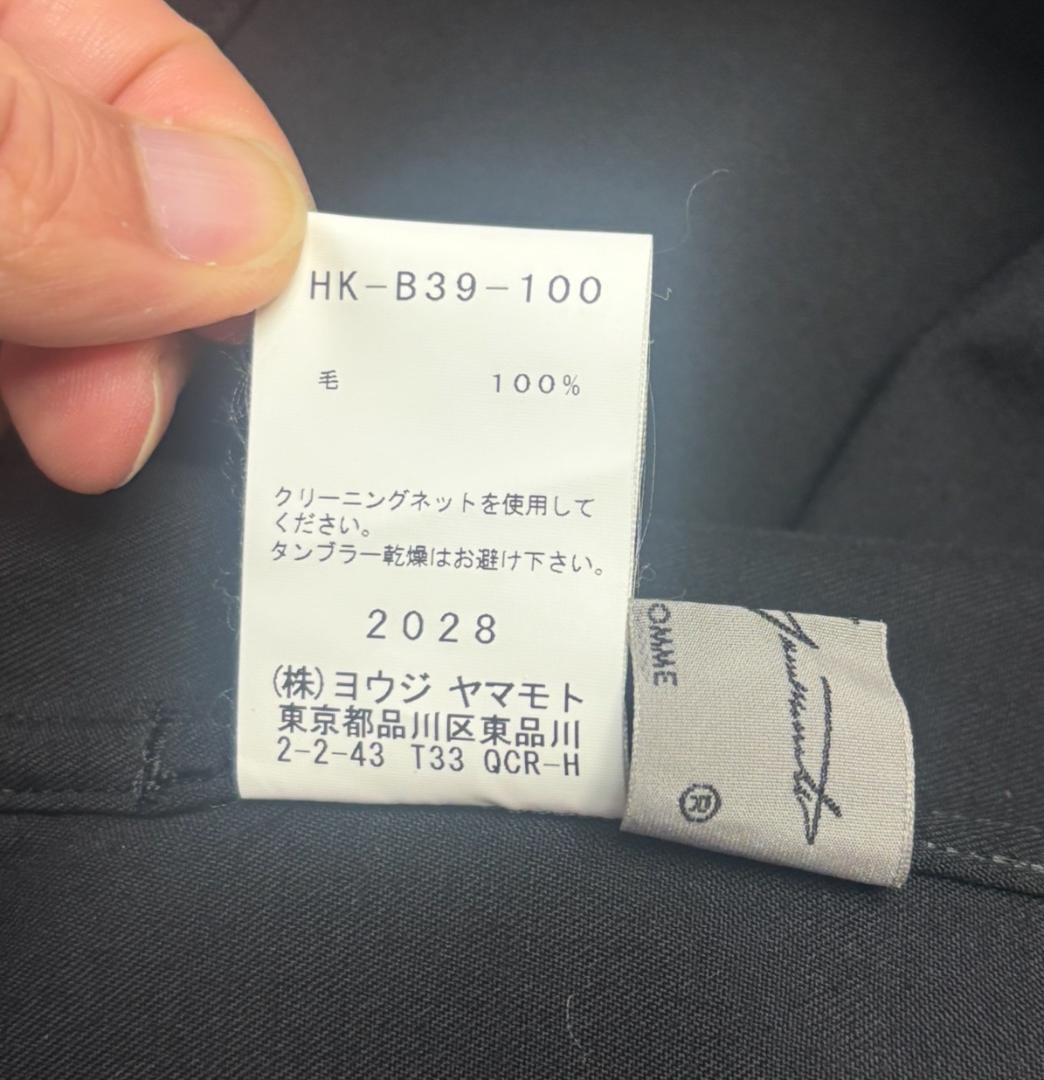 HK-B39-100
毛 100%
クリーニングネットを使用して
ください。
タンブラー乾燥はお避け下さい。
2028
(株)ヨウジ ヤマモト
東京都品川区東品川
2-2-43 T33 QCR-H
OMME
Yamamoto